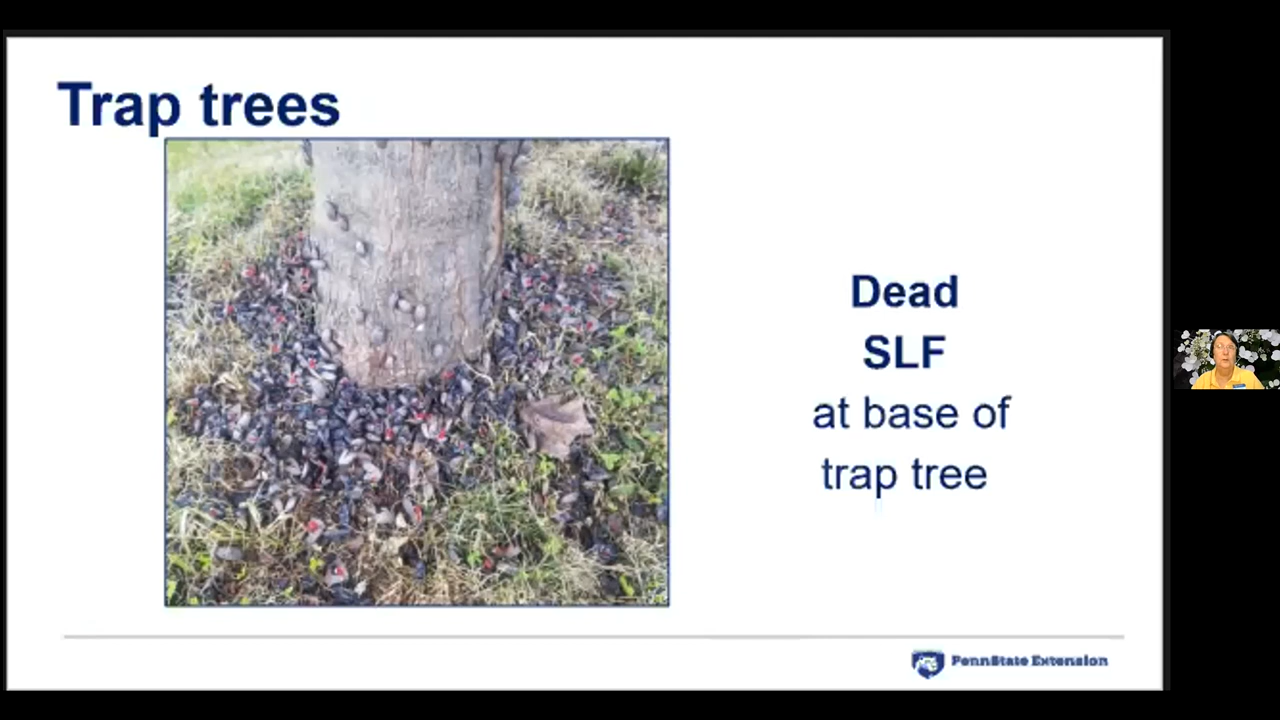 Trap trees
Dead
SLF
at base of
trap tree
PennState Extension